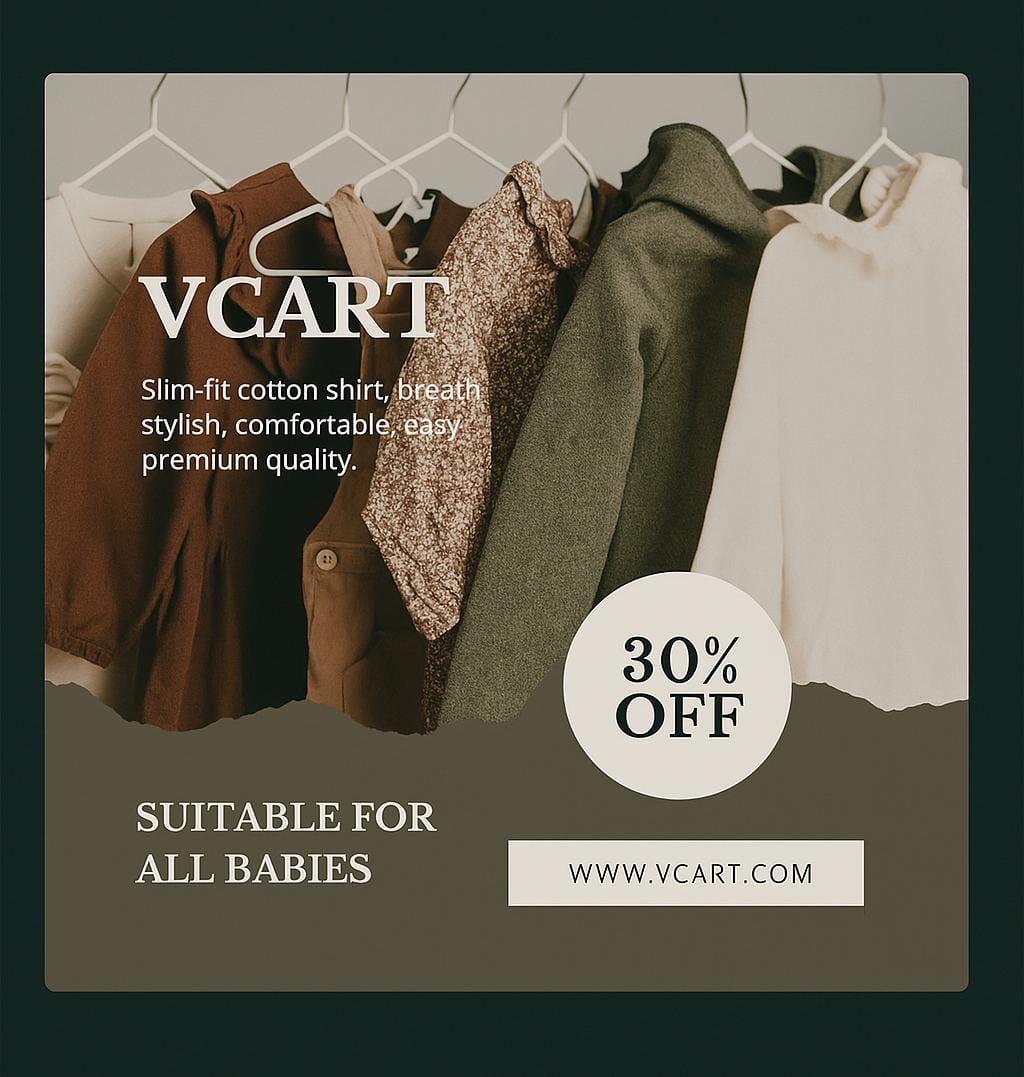 VCART
Slim-fit cotton shirt, breath
stylish, comfortable, easy
premium quality.
30%
OFF
SUITABLE FOR
ALL BABIES
WWW.VCART.COM